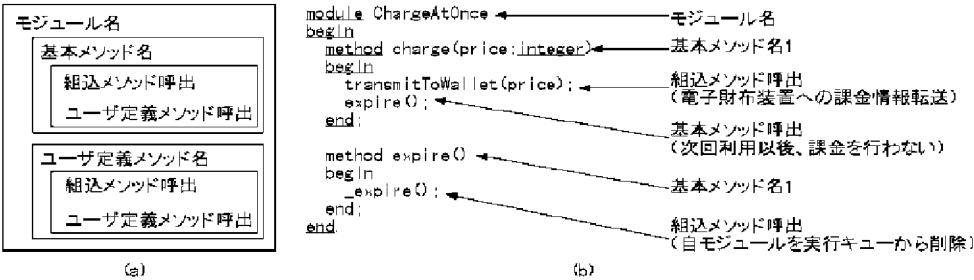 モジュール名
基本メソッド名
組込メソッド呼出
ユーザ定義メソッド呼出
ユーザ定義メソッド名
組込メソッド呼出
ユーザ定義メソッド呼出
(a)
module ChargeAtOnce
begin
method charge(price:integer)
begin
transmitToWallet(price);
expire();
end;
method expire()
begin
_expire();
end;
end.
(b)
モジュール名
基本メソッド名1
組込メソッド呼出
(電子財布装置への課金情報転送)
基本メソッド呼出
(次回利用以後、課金を行わない)
基本メソッド名1
組込メソッド呼出
(自モジュールを実行キューから削除)